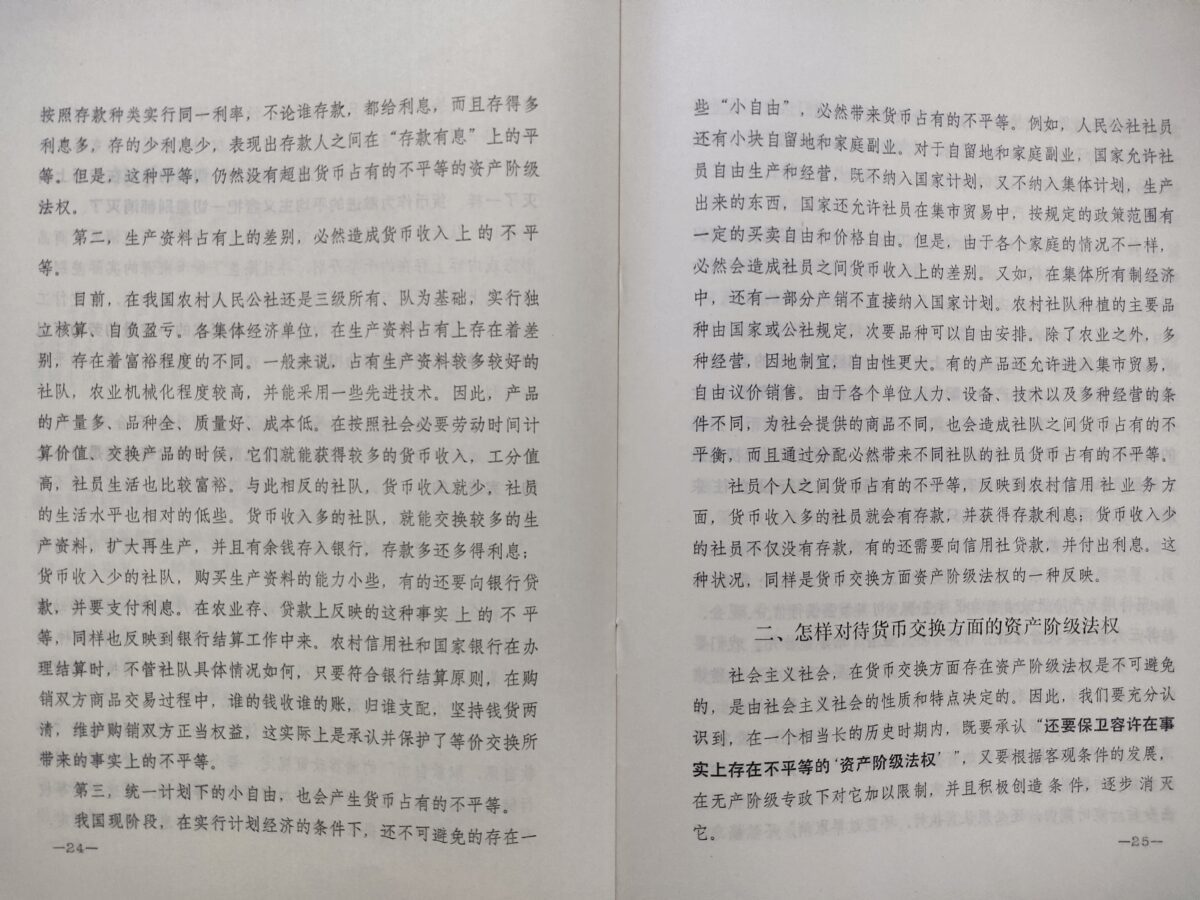 按照存款种类实行同一利率，不论谁存款，都给利息，而且存得多
利息多，存的少利息少，表现出存款人之间在“存款有息”上的平
等。但是，这种平等，仍然没有超出货币占有的不平等的资产阶级
法权。
第二，生产资料占有上的差别，必然造成货币收入上的不平
等。
目前，在我国农村人民公社还是三级所有、队为基础，实行独
立核算、自负盈亏。各集体经济单位，在生产资料占有上存在着差
别，存在着富裕程度的不同。一般来说，占有生产资料较多较好的
社队，农业机械化程度较高，并能采用一些先进技术。因此，产品
的产量多、品种全、质量好、成本低。在按照社会必要劳动时间计
算价值、交换产品的时侯，它们就能获得较多的货币收入，工分值
高，社员生活也比较富裕。与此相反的社队，货币收入就少，社员
的生活水平也相对的低些。货币收入多的社队，就能交换较多的生
产资料，扩大再生产，并且有余钱存入银行，存款多还多得利息；
货币收入少的社队，购买生产资料的能力小些，有的还要向银行贷
款，并要支付利息。在农业存、贷款上反映的这种事实上的不平
等，同样也反映到银行结算工作中来。农村信用社和国家银行在办
理结算时，不管社队具体情况如何，只要符合银行结算原则，在购
销双方商品交易过程中，谁的钱收谁的账，归谁支配，坚持钱货两
清，维护购销双方正当权益，这实际上是承认并保护了等价交换所
带来的事实上的不平等。
第三，统一计划下的小自由，也会产生货币占有的不平等。
我国现阶段，在实行计划经济的条件下，还不可避免的存在一
—24—
些“小自由”，必然带来货币占有的不平等。例如，人民公社社员
还有小块自留地和家庭副业。对于自留地和家庭副业，国家允许社
员自由生产和经营，既不纳入国家计划，又不纳入集体计划，生产
出来的东西，国家还允许社员在集市贸易中，按规定的政策范围有
一定的买卖自由和价格自由。但是，由于各个家庭的情况不一样，
必然会造成社员之间货币收入上的差别。又如，在集体所有制经济
中，还有一部分产销不直接纳入国家计划。农村社队种植的主要品
种由国家或公社规定，次要品种可以自由安排。除了农业之外，多
种经营，因地制宜，自由性更大。有的产品还允许进入集市贸易，
自由议价销售。由于各个单位人力、设备、技术以及多种经营的条
件不同，为社会提供的商品不同，也会造成社队之间货币占有的不
平衡，而且通过分配必然带来不同社队的社员货币占有的不平等。
社员个人之间货币占有的不平等，反映到农村信用社业务方
面，货币收入多的社员就会有存款，并获得存款利息；货币收入少
的社员不仅没有存款，有的还需要向信用社贷款，并付出利息。这
种状况，同样是货币交换方面资产阶级法权的一种反映。
二、怎样对待货币交换方面的资产阶级法权
社会主义社会，在货币交换方面存在资产阶级法权是不可避免
的，是由社会主义社会的性质和特点决定的。因此，我们要充分认
识到，在一个相当长的历史时期内，既要承认“还要保卫容许在事
实上存在不平等的‘资产阶级法权’”，又要根据客观条件的发展，
在无产阶级专政下对它加以限制，并且积极创造条件，逐步消灭
它。
—25—